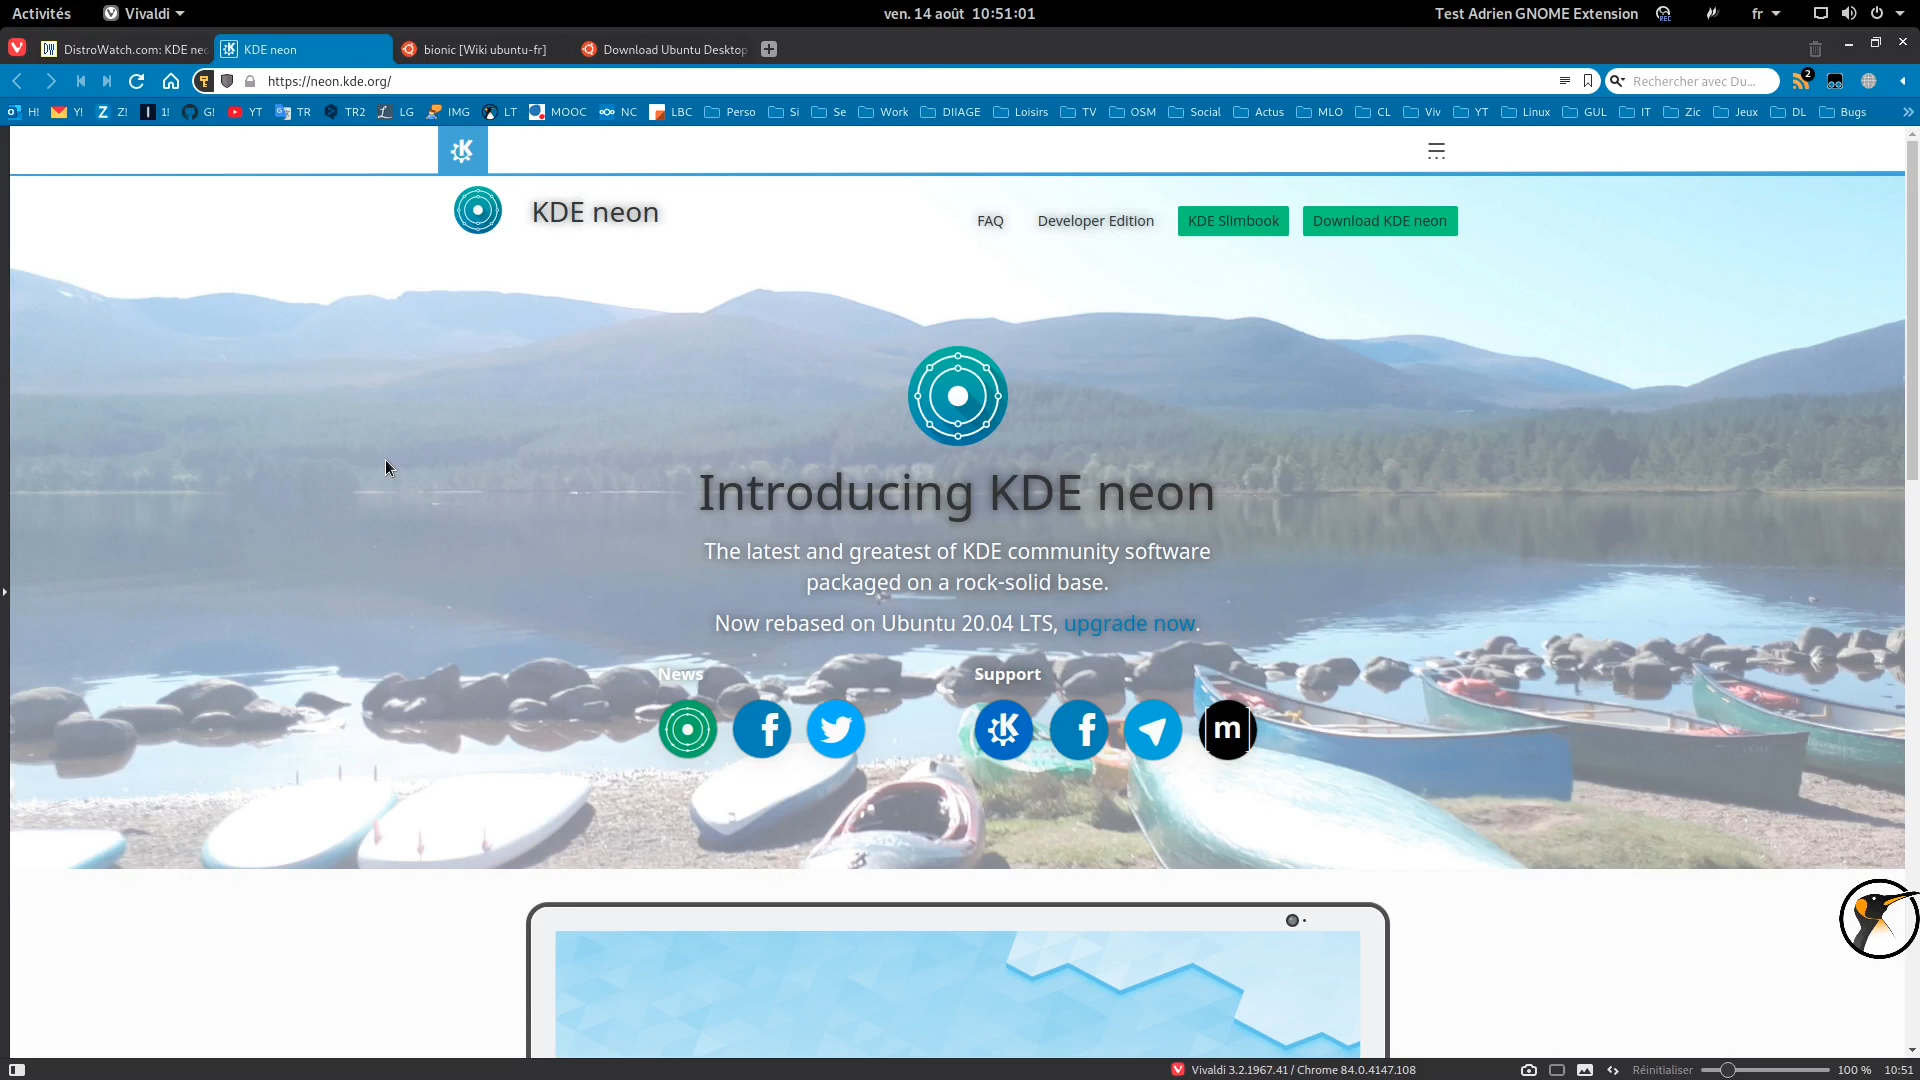 Activités
Vivaldi
ven. 14 août 10:51:01
Test Adrien GNOME Extension
REC
fr
DW DistroWatch.com: KDE neo
KDE neon
bionic [Wiki ubuntu-fr]
Download Ubuntu Desktop
https://neon.kde.org/
Rechercher avec Du...
2
H! Y! Z! 1! G! YT TR TR2 LG IMG LT MOOC NC LBC Perso Si Se Work DIIAGE Loisirs TV OSM Social Actus MLO CL Viv YT Linux GUL IT Zic Jeux DL Bugs
KDE neon
FAQ
Developer Edition
KDE Slimbook
Download KDE neon
Introducing KDE neon
The latest and greatest of KDE community software
packaged on a rock-solid base.
Now rebased on Ubuntu 20.04 LTS, upgrade now.
News
Support
m
Vivaldi 3.2.1967.41 / Chrome 84.0.4147.108
Réinitialiser
100 %
10:51